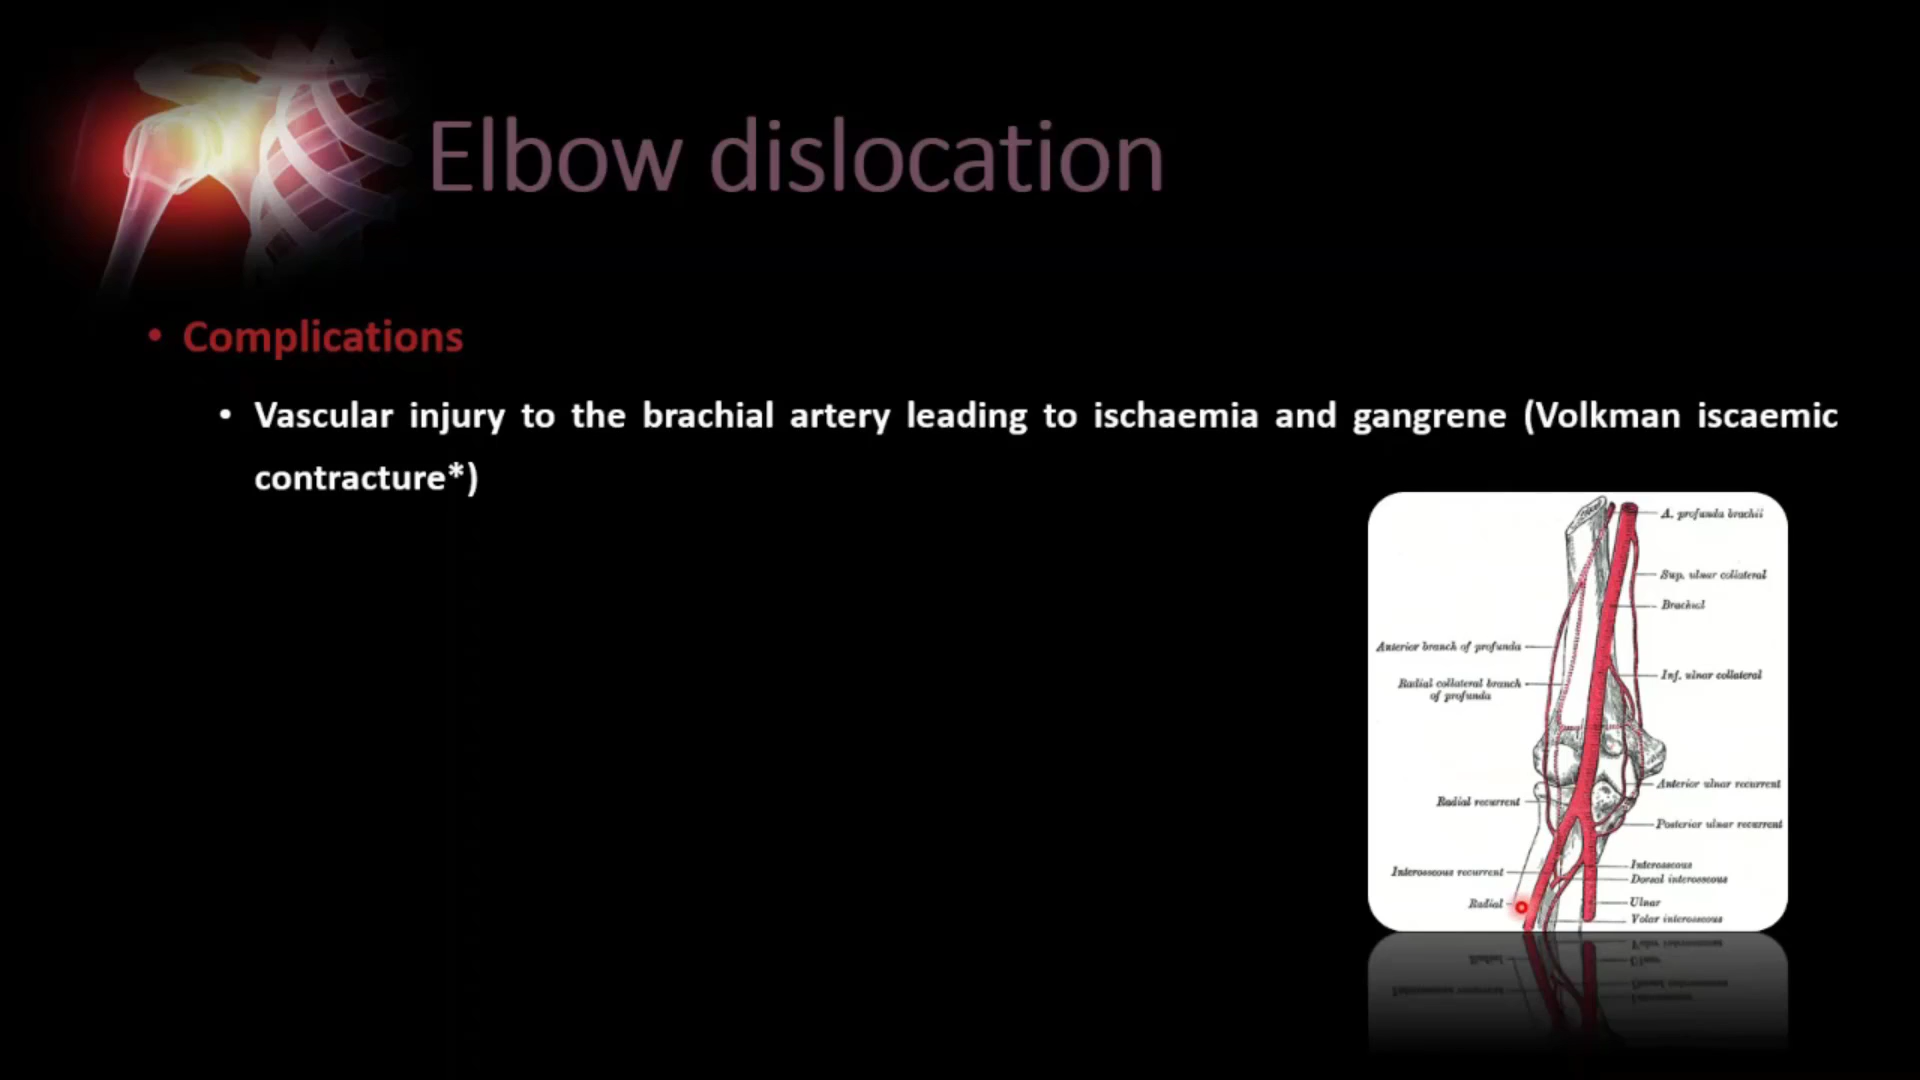 Elbow dislocation
• Complications
• Vascular injury to the brachial artery leading to ischaemia and gangrene (Volkman iscaemic
contracture*)
A. profunda brachii
Sup. ulnar collateral
Brachial
Anterior branch of profunda
Radial collateral branch
of profunda
Inf. ulnar collateral
Anterior ulnar recurrent
Radial recurrent
Posterior ulnar recurrent
Interosseous
Interosseous recurrent
Dorsal interosseous
Radial
Ulnar
Volar interosseous